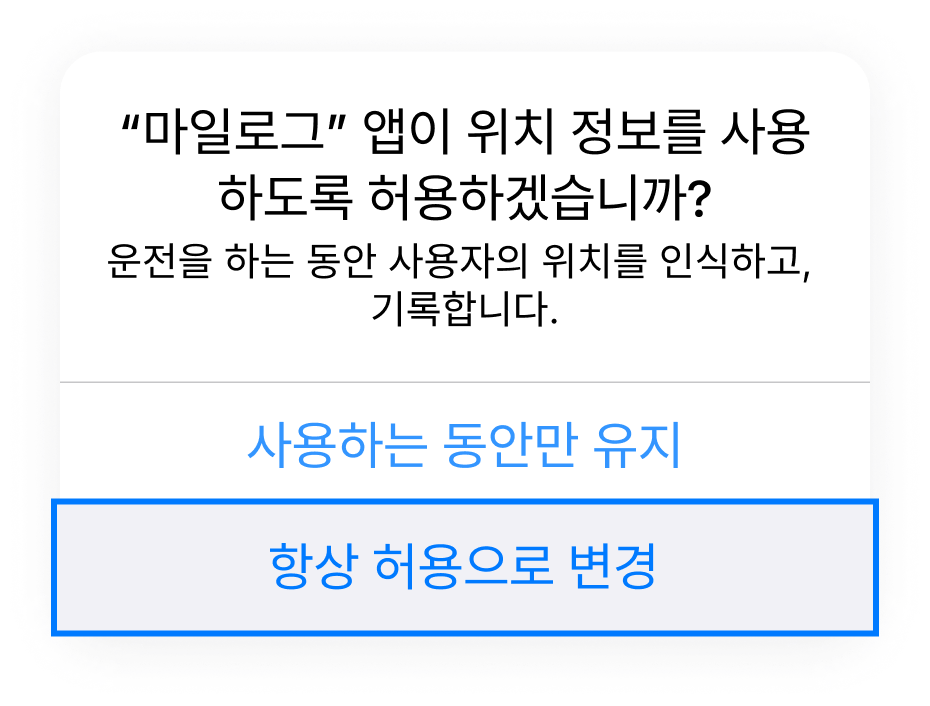 “마일로그” 앱이 위치 정보를 사용
하도록 허용하겠습니까?
운전을 하는 동안 사용자의 위치를 인식하고,
기록합니다.
사용하는 동안만 유지
항상 허용으로 변경